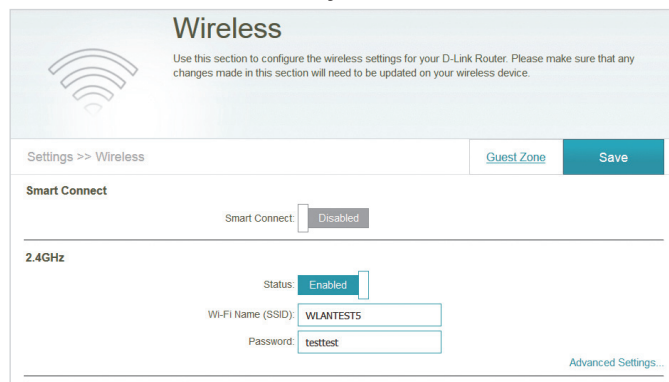 Wireless
Use this section to configure the wireless settings for your D-Link Router. Please make sure that any
changes made in this section will need to be updated on your wireless device.
Settings >> Wireless
Guest Zone
Save
Smart Connect
Smart Connect: Disabled
2.4GHz
Status: Enabled
Wi-Fi Name (SSID): WLANTEST5
Password: testtest
Advanced Settings...